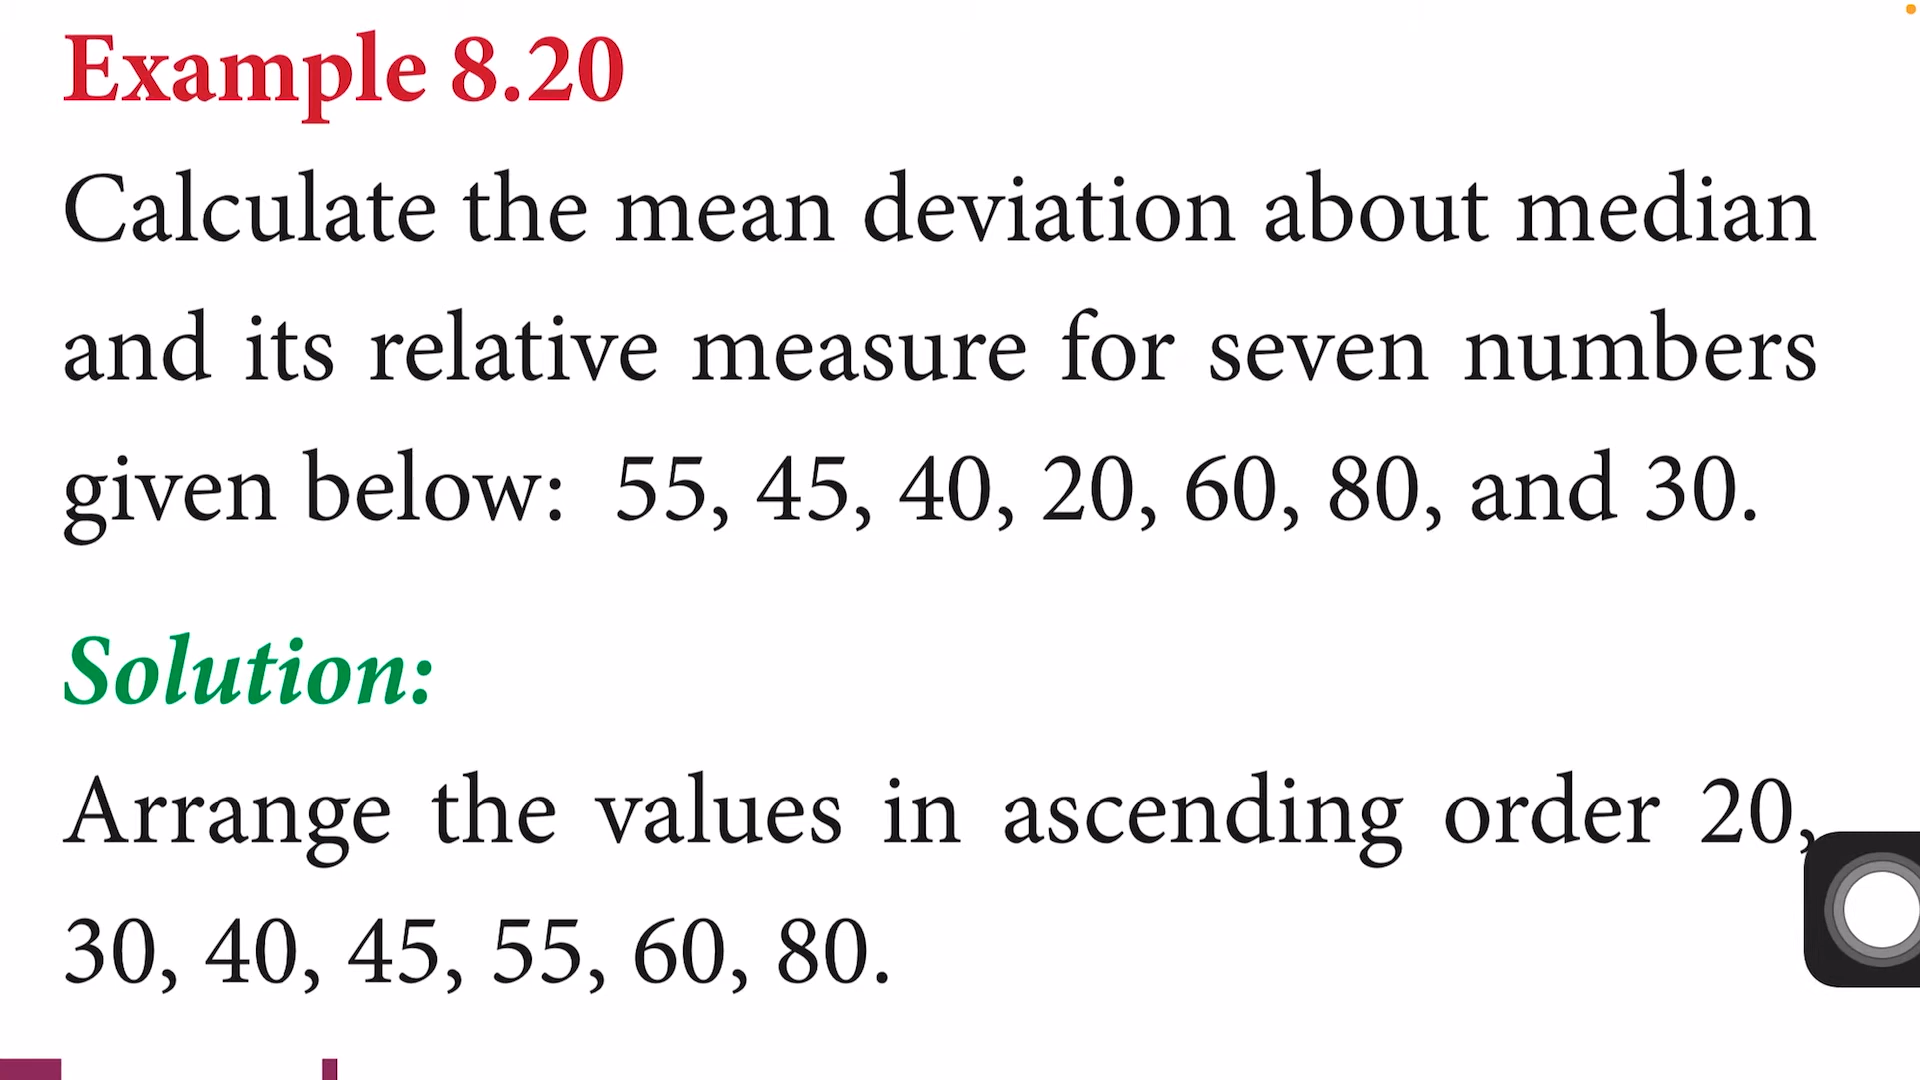 Example 8.20
Calculate the mean deviation about median
and its relative measure for seven numbers
given below: 55, 45, 40, 20, 60, 80, and 30.
Solution:
Arrange the values in ascending order 20,
30, 40, 45, 55, 60, 80.